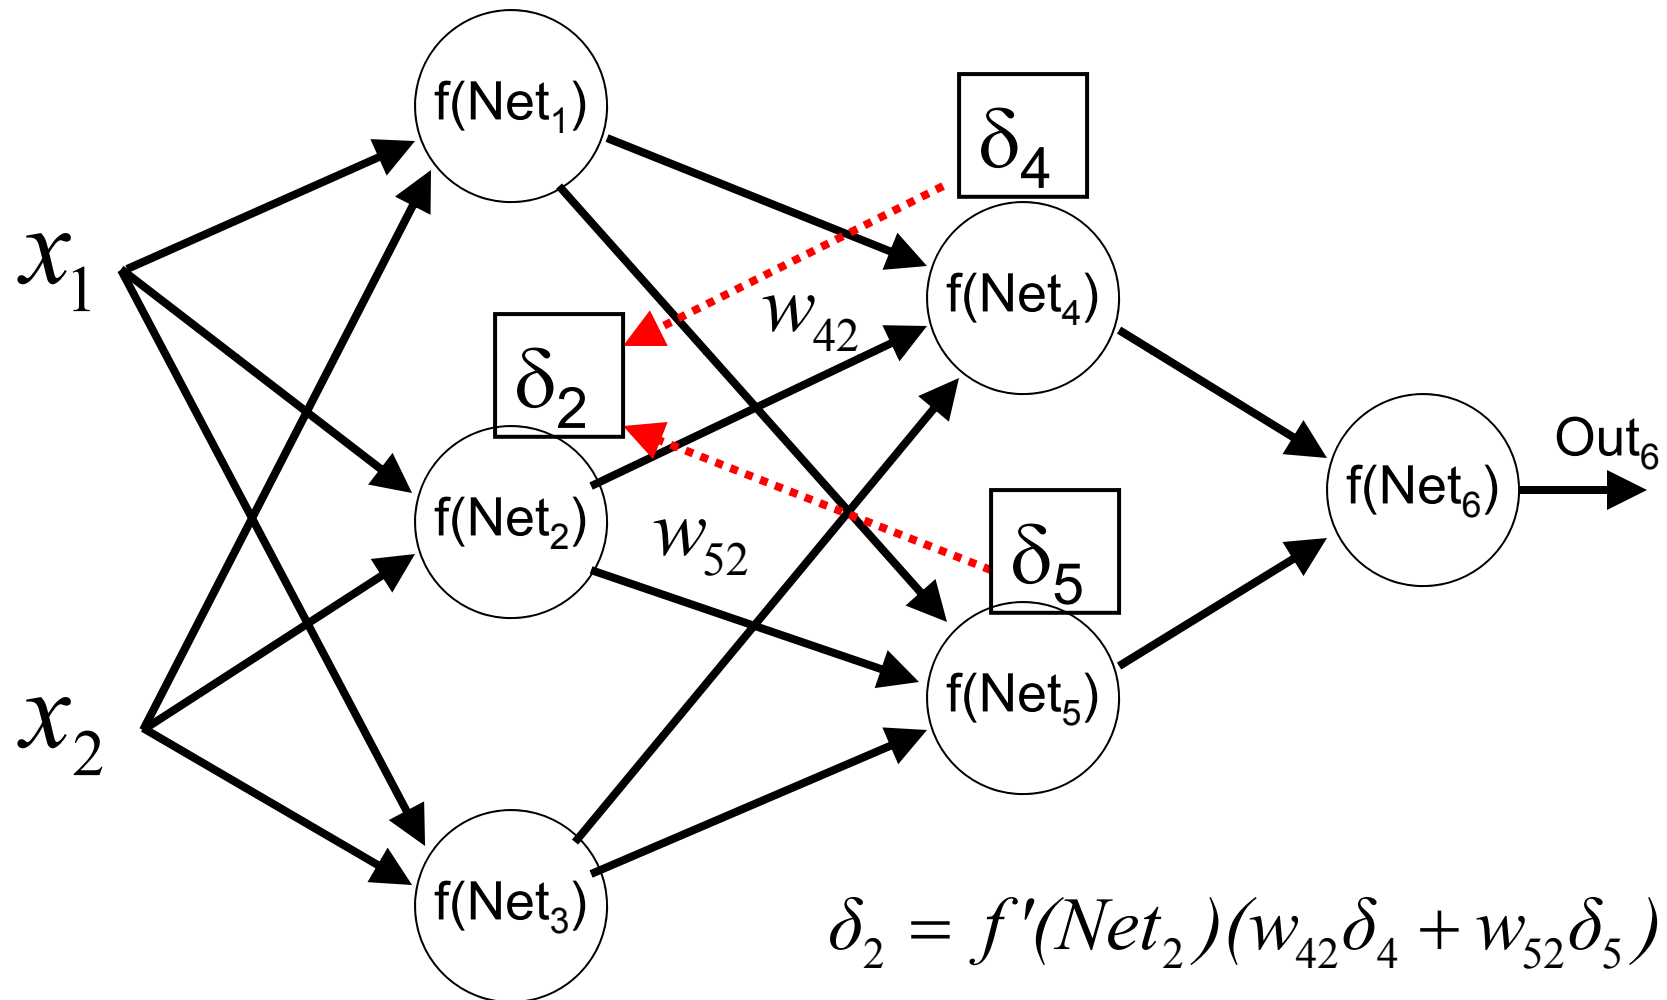 f(Net₁)
δ₄
x₁
f(Net₄)
w₄₂
δ₂
Out₆
f(Net₆)
f(Net₂)
w₅₂
δ₅
x₂
f(Net₅)
f(Net₃)
δ₂ = f'(Net₂)(w₄₂δ₄ + w₅₂δ₅)